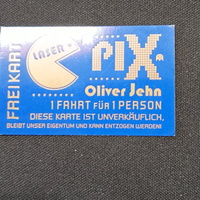 FREIKART
LASER-
PIX.
Oliver Jehn
1 FAHRT FÜR 1 PERSON
DIESE KARTE IST UNVERKÄUFLICH,
BLEIBT UNSER EIGENTUM UND KANN ENTZOGEN WERDEN!